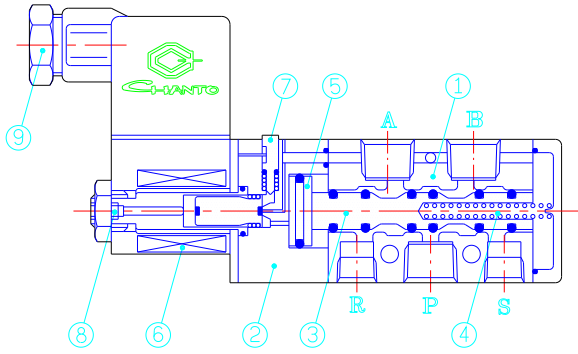 CHANTO
⑦ ⑤ ①
⑨
A B
R P S
⑧ ⑥ ② ③ ④